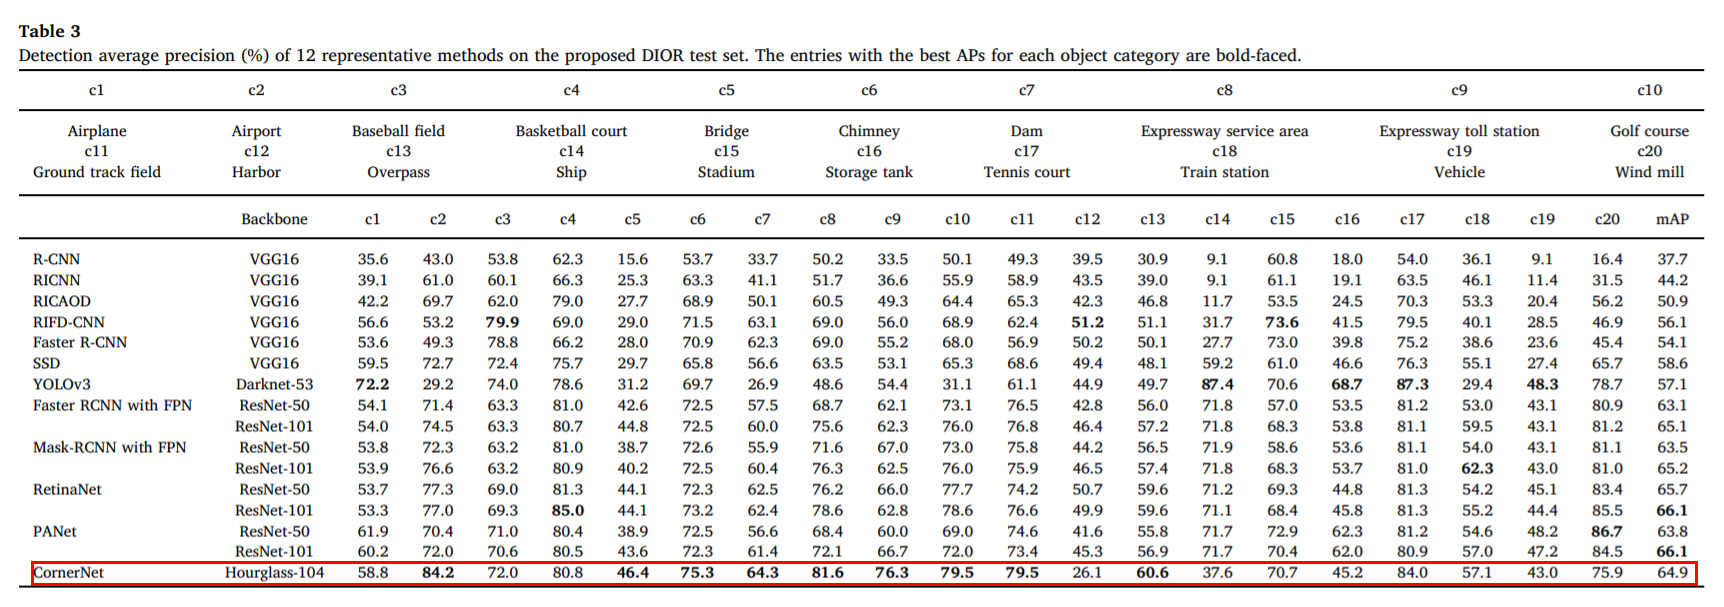 Table 3
Detection average precision (%) of 12 representative methods on the proposed DIOR test set. The entries with the best APs for each object category are bold-faced.
c1 c2 c3 c4 c5 c6 c7 c8 c9 c10
Airplane Airport Baseball field Basketball court Bridge Chimney Dam Expressway service area Expressway toll station Golf course
c11 c12 c13 c14 c15 c16 c17 c18 c19 c20
Ground track field Harbor Overpass Ship Stadium Storage tank Tennis court Train station Vehicle Wind mill
Backbone c1 c2 c3 c4 c5 c6 c7 c8 c9 c10 c11 c12 c13 c14 c15 c16 c17 c18 c19 c20 mAP
R-CNN VGG16 35.6 43.0 53.8 62.3 15.6 53.7 33.7 50.2 33.5 50.1 49.3 39.5 30.9 9.1 60.8 18.0 54.0 36.1 9.1 16.4 37.7
RICNN VGG16 39.1 61.0 60.1 66.3 25.3 63.3 41.1 51.7 36.6 55.9 58.9 43.5 39.0 9.1 61.1 19.1 63.5 46.1 11.4 31.5 44.2
RICAOD VGG16 42.2 69.7 62.0 79.0 27.7 68.9 50.1 60.5 49.3 64.4 65.3 42.3 46.8 11.7 53.5 24.5 70.3 53.3 20.4 56.2 50.9
RIFD-CNN VGG16 56.6 53.2 79.9 69.0 29.0 71.5 63.1 69.0 56.0 68.9 62.4 51.2 51.1 31.7 73.6 41.5 79.5 40.1 28.5 46.9 56.1
Faster R-CNN VGG16 53.6 49.3 78.8 66.2 28.0 70.9 62.3 69.0 55.2 68.0 56.9 50.2 50.1 27.7 73.0 39.8 75.2 38.6 23.6 45.4 54.1
SSD VGG16 59.5 72.7 72.4 75.7 29.7 65.8 56.6 63.5 53.1 65.3 68.6 49.4 48.1 59.2 61.0 46.6 76.3 55.1 27.4 65.7 58.6
YOLOv3 Darknet-53 72.2 29.2 74.0 78.6 31.2 69.7 26.9 48.6 54.4 31.1 61.1 44.9 49.7 87.4 70.6 68.7 87.3 29.4 48.3 78.7 57.1
Faster RCNN with FPN ResNet-50 54.1 71.4 63.3 81.0 42.6 72.5 57.5 68.7 62.1 73.1 76.5 42.8 56.0 71.8 57.0 53.5 81.2 53.0 43.1 80.9 63.1
ResNet-101 54.0 74.5 63.3 80.7 44.8 72.5 60.0 75.6 62.3 76.0 76.8 46.4 57.2 71.8 68.3 53.8 81.1 59.5 43.1 81.2 65.1
Mask-RCNN with FPN ResNet-50 53.8 72.3 63.2 81.0 38.7 72.6 55.9 71.6 67.0 73.0 75.8 44.2 56.5 71.9 58.6 53.6 81.1 54.0 43.1 81.1 63.5
ResNet-101 53.9 76.6 63.2 80.9 40.2 72.5 60.4 76.3 62.5 76.0 75.9 46.5 57.4 71.8 68.3 53.7 81.0 62.3 43.0 81.0 65.2
RetinaNet ResNet-50 53.7 77.3 69.0 81.3 44.1 72.3 62.5 76.2 66.0 77.7 74.2 50.7 59.6 71.2 69.3 44.8 81.3 54.2 45.1 83.4 65.7
ResNet-101 53.3 77.0 69.3 85.0 44.1 73.2 62.4 78.6 62.8 78.6 76.6 49.9 59.6 71.1 68.4 45.8 81.3 55.2 44.4 85.5 66.1
PANet ResNet-50 61.9 70.4 71.0 80.4 38.9 72.5 56.6 68.4 60.0 69.0 74.6 41.6 55.8 71.7 72.9 62.3 81.2 54.6 48.2 86.7 63.8
ResNet-101 60.2 72.0 70.6 80.5 43.6 72.3 61.4 72.1 66.7 72.0 73.4 45.3 56.9 71.7 70.4 62.0 80.9 57.0 47.2 84.5 66.1
CornerNet Hourglass-104 58.8 84.2 72.0 80.8 46.4 75.3 64.3 81.6 76.3 79.5 79.5 26.1 60.6 37.6 70.7 45.2 84.0 57.1 43.0 75.9 64.9